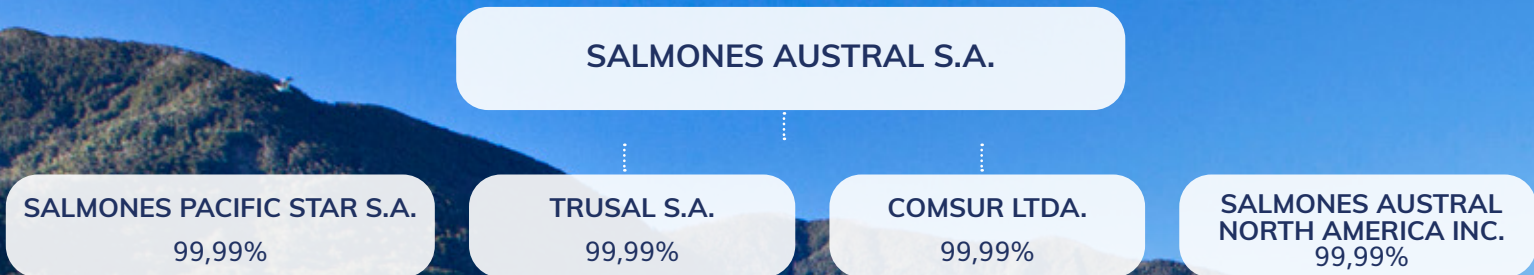 SALMONES AUSTRAL S.A.
SALMONES PACIFIC STAR S.A.
99,99%
TRUSAL S.A.
99,99%
COMSUR LTDA.
99,99%
SALMONES AUSTRAL
NORTH AMERICA INC.
99,99%